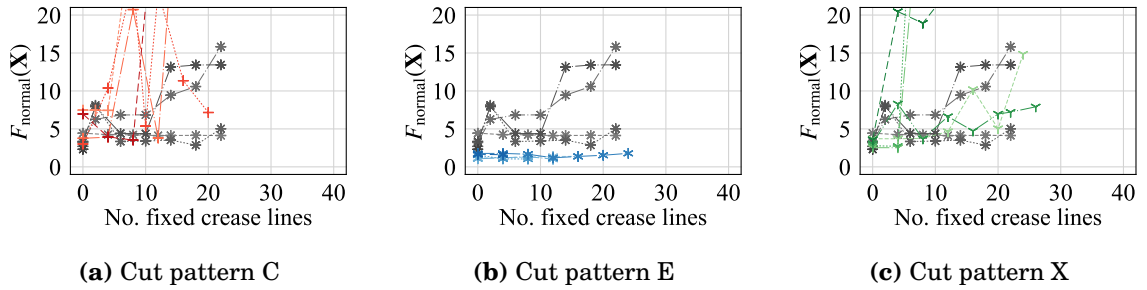 20
15
10
5
0
F_normal(X)
0 10 20 30 40
No. fixed crease lines
(a) Cut pattern C
20
15
10
5
0
F_normal(X)
0 10 20 30 40
No. fixed crease lines
(b) Cut pattern E
20
15
10
5
0
F_normal(X)
0 10 20 30 40
No. fixed crease lines
(c) Cut pattern X